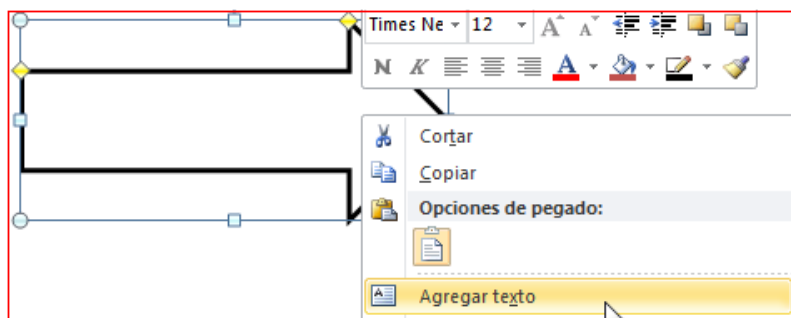 Times Ne 12 A A
N K A
Cortar
Copiar
Opciones de pegado:
Agregar texto